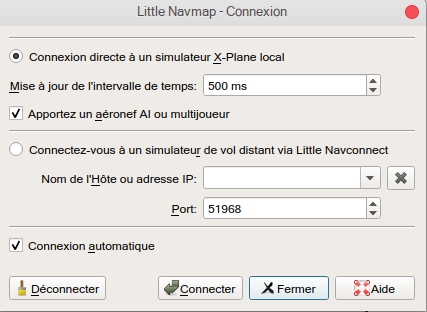 Little Navmap - Connexion
Connexion directe à un simulateur X-Plane local
Mise à jour de l'intervalle de temps: 500 ms
Apportez un aéronef AI ou multijoueur
Connectez-vous à un simulateur de vol distant via Little Navconnect
Nom de l'Hôte ou adresse IP:
Port: 51968
Connexion automatique
Déconnecter Connecter Fermer Aide